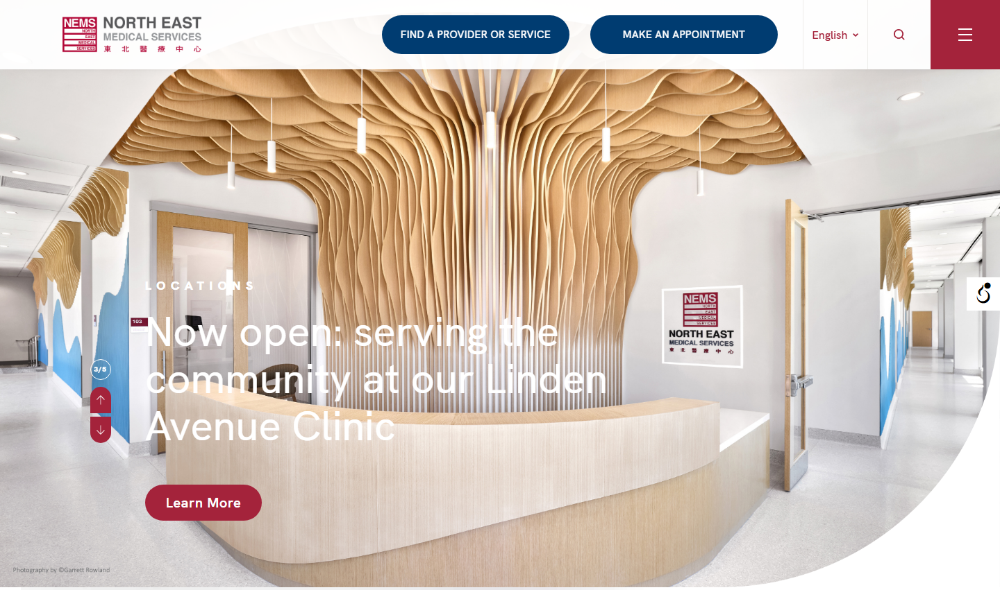 NEMS
NORTH
EAST
MEDICAL
SERVICES
NORTH EAST
MEDICAL SERVICES
東北醫療中心
FIND A PROVIDER OR SERVICE
MAKE AN APPOINTMENT
English
LOCATIONS
103
Now open: serving the
community at our Linden
Avenue Clinic
3/5
Learn More
NEMS
NORTH
EAST
MEDICAL
SERVICES
NORTH EAST
MEDICAL SERVICES
東北醫療中心
Photography by ©Garrett Rowland